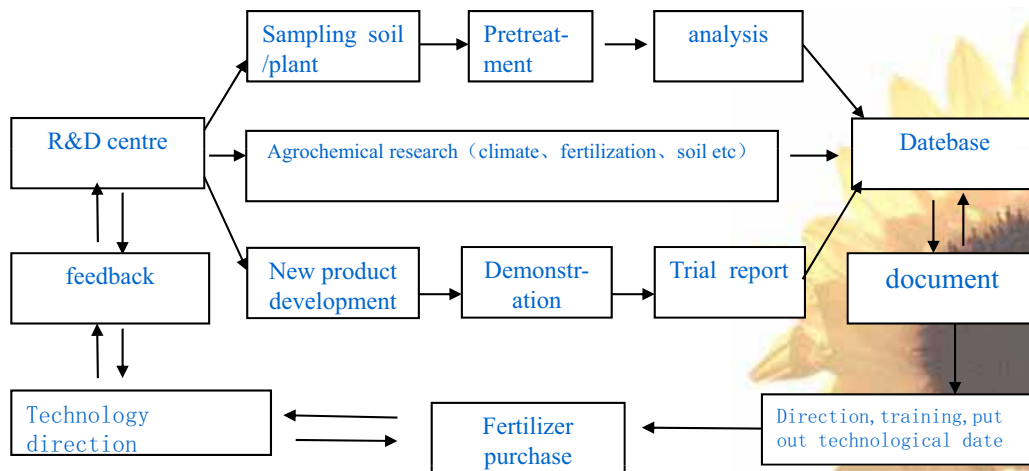 Sampling soil
/plant
Pretreat-
ment
analysis
R&D centre
Agrochemical research（climate、fertilization、soil etc）
Datebase
feedback
New product
development
Demonstr-
ation
Trial report
document
Technology
direction
Fertilizer
purchase
Direction,training,put
out technological date